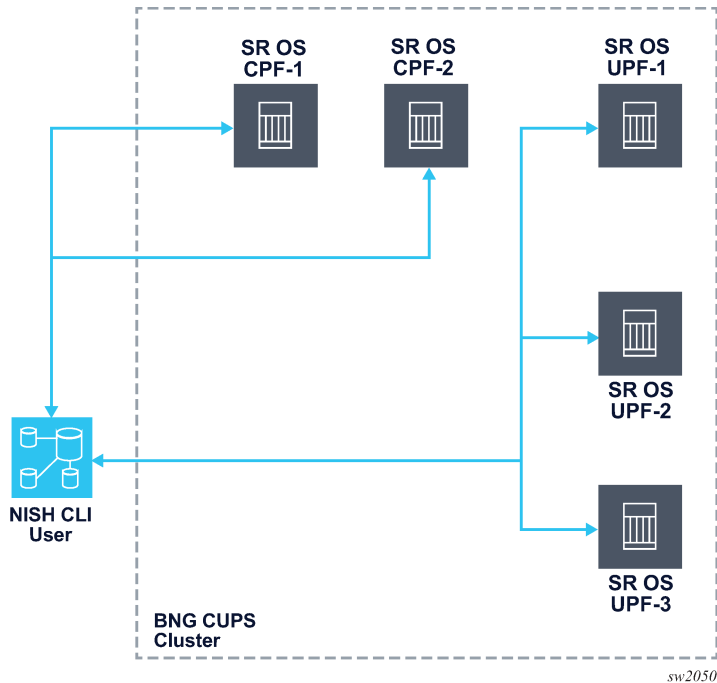 SR OS
CPF-1
SR OS
CPF-2
SR OS
UPF-1
SR OS
UPF-2
NISH CLI
User
SR OS
UPF-3
BNG CUPS
Cluster
sw2050